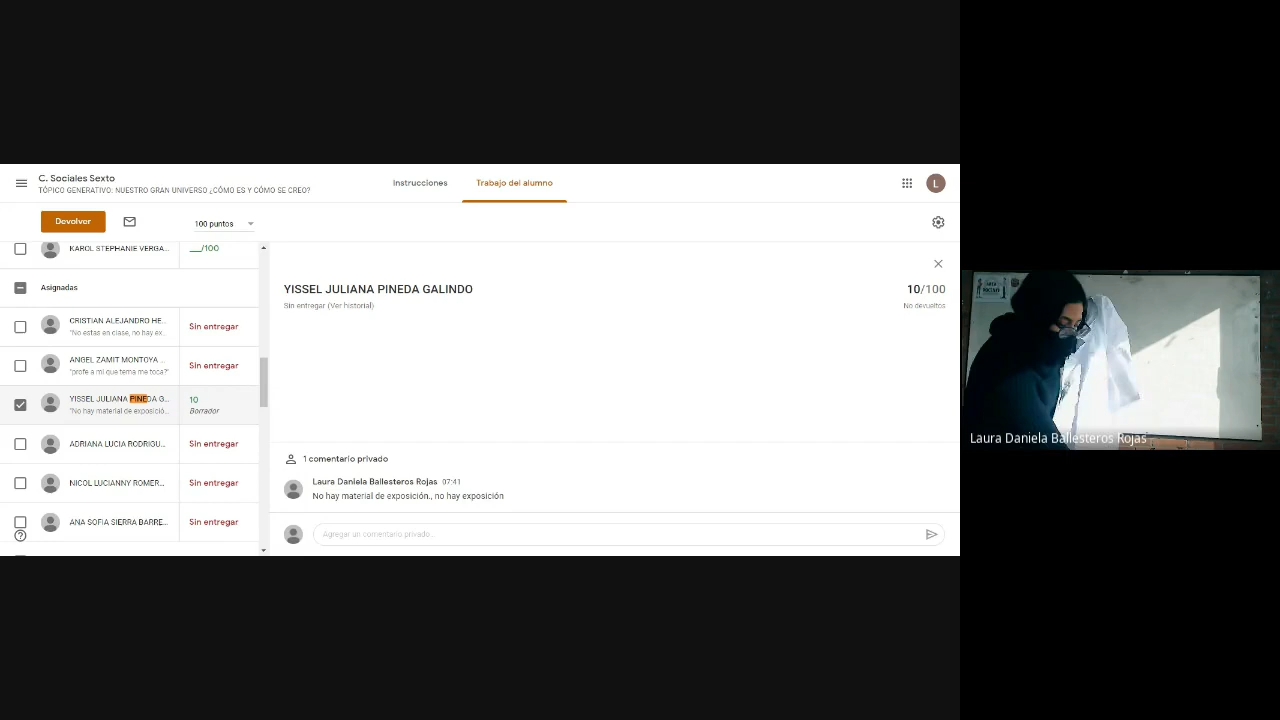 C. Sociales Sexto
TÓPICO GENERATIVO: NUESTRO GRAN UNIVERSO ¿CÓMO ES Y CÓMO SE CREO?
Instrucciones
Trabajo del alumno
L
Devolver
100 puntos
KAROL STEPHANIE VERGA...
__/100
Asignadas
CRISTIAN ALEJANDRO HE...
"No estas en clase, no hay ex...
Sin entregar
ANGEL ZAMIT MONTOYA ...
"profe a mi que tema me toca?"
Sin entregar
YISSEL JULIANA PINEDA G...
"No hay material de exposició...
10
Borrador
ADRIANA LUCIA RODRIGU...
Sin entregar
NICOL LUCIANNY ROMER...
Sin entregar
ANA SOFIA SIERRA BARRE...
Sin entregar
YISSEL JULIANA PINEDA GALINDO
Sin entregar (Ver historial)
10/100
No devueltos
1 comentario privado
Laura Daniela Ballesteros Rojas 07:41
No hay material de exposición., no hay exposición
Agregar un comentario privado...
Laura Daniela Ballesteros Rojas